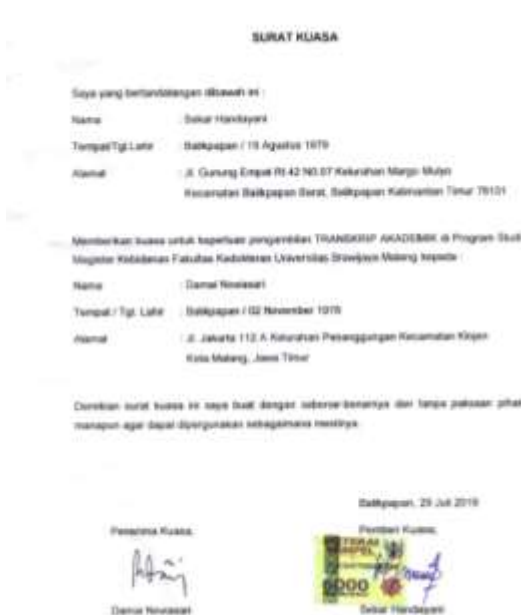 SURAT KUASA
Saya yang bertandatangan dibawah ini :
Nama : Sekar Handayani
Tempat/Tgl.Lahir : Balikpapan / 19 Agustus 1979
Alamat : Jl. Gunung Empat Rt.42 N0.07 Kelurahan Margo Mulyo
Kecamatan Balikpapan Barat, Balikpapan Kalimantan Timur 76131
Memberikan kuasa untuk keperluan pengambilan TRANSKRIP AKADEMIK di Program Studi
Magister Kebidanan Fakultas Kedokteran Universitas Brawijaya Malang kepada :
Nama : Damai Noviasari
Tempat / Tgl. Lahir : Balikpapan / 02 November 1978
Alamat : Jl. Jakarta 112 A Kelurahan Penanggungan Kecamatan Klojen
Kota Malang, Jawa Timur
Demikian surat kuasa ini saya buat dengan sebenar-benarnya dan tanpa paksaan pihak
manapun agar dapat dipergunakan sebagaimana mestinya.
Balikpapan, 29 Juli 2019
Penerima Kuasa, Pemberi Kuasa,
TEMPEL
6000
Damai Noviasari Sekar Handayani